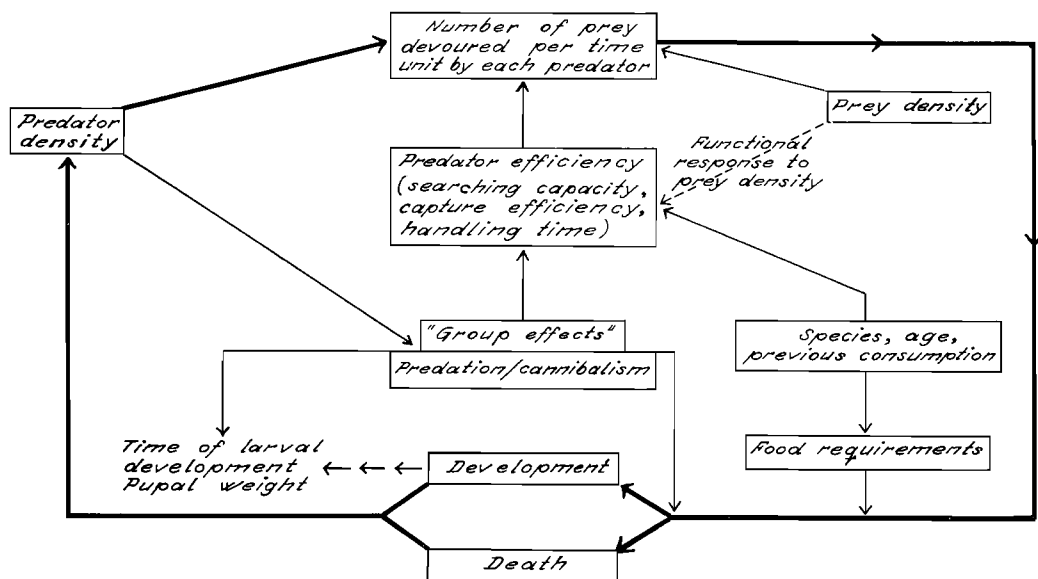 Number of prey
devoured per time
unit by each predator
Predator
density
Prey density
Functional
response to
prey density
Predator efficiency
(searching capacity,
capture efficiency,
handling time)
"Group effects"
Predation/cannibalism
Species, age,
previous consumption
Time of larval
development
Pupal weight
Development
Food requirements
Death